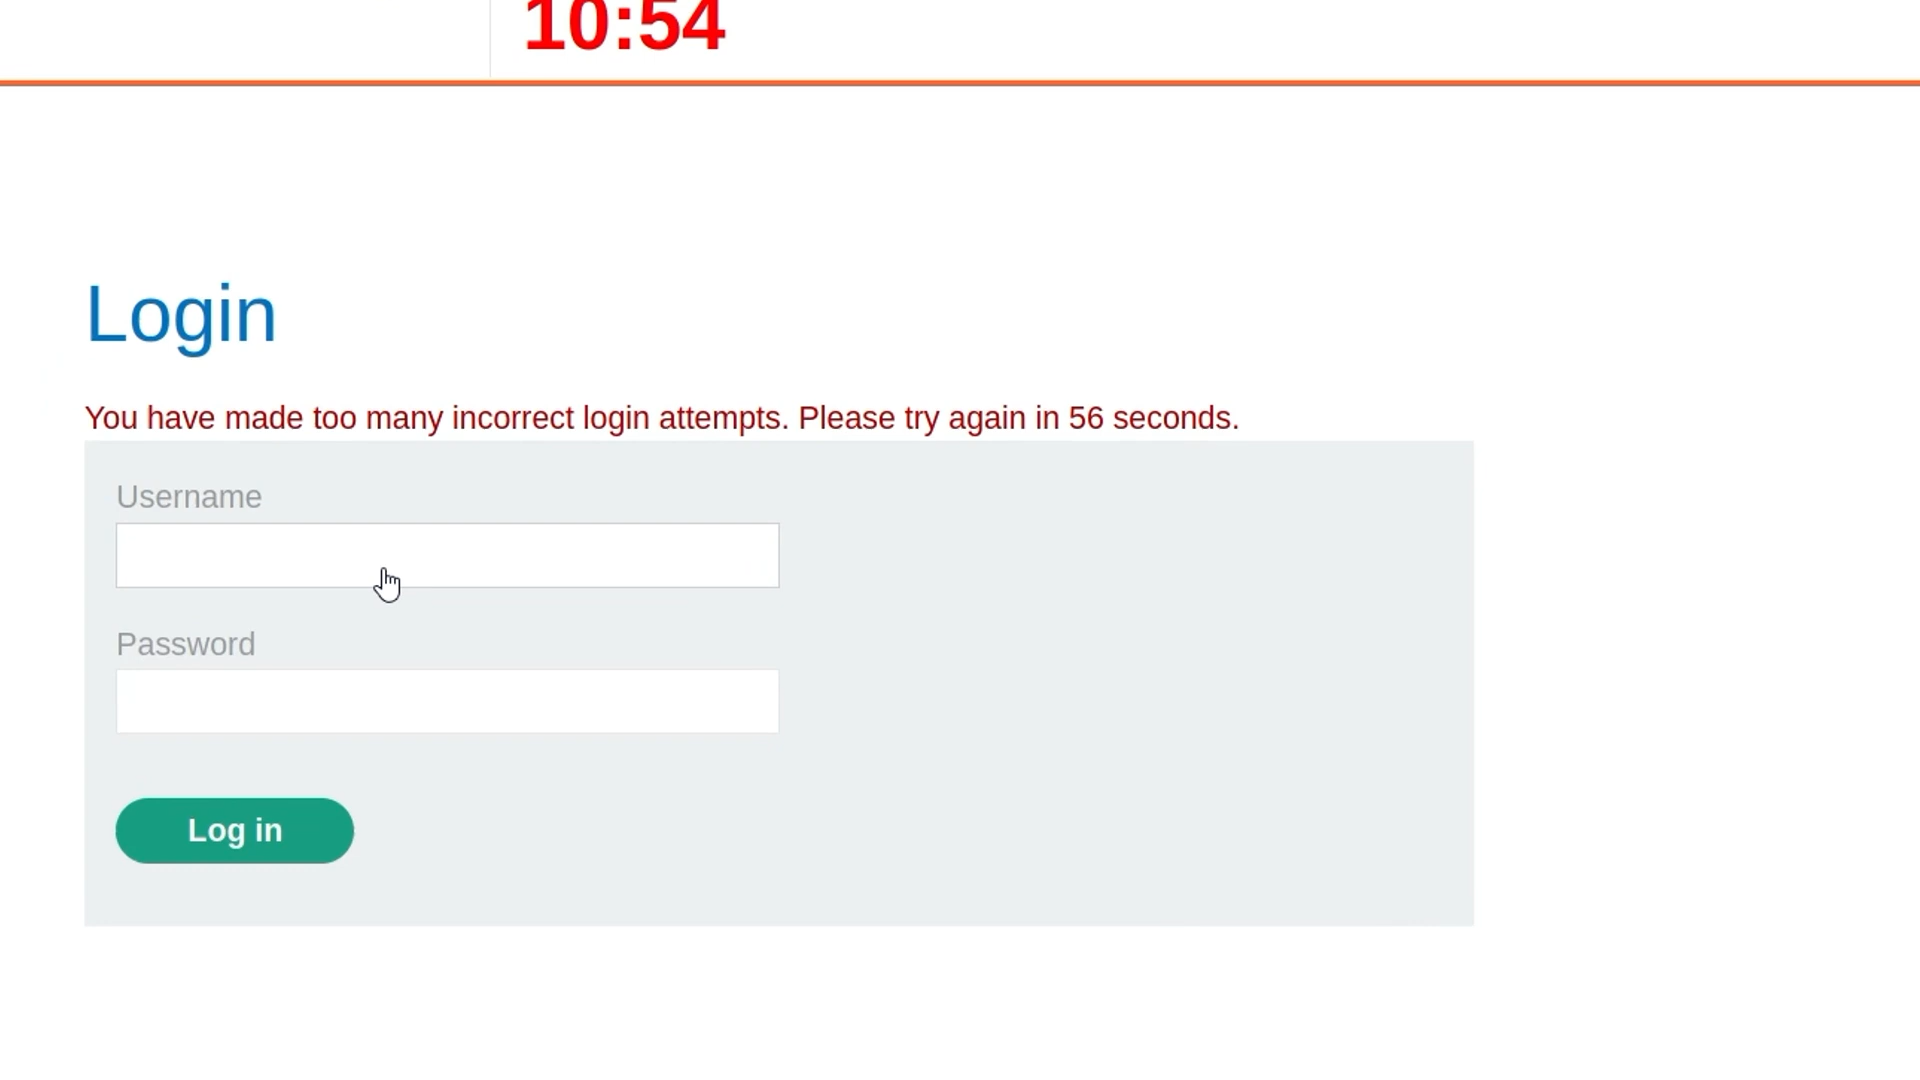 10:54
Login
You have made too many incorrect login attempts. Please try again in 56 seconds.
Username
Password
Log in